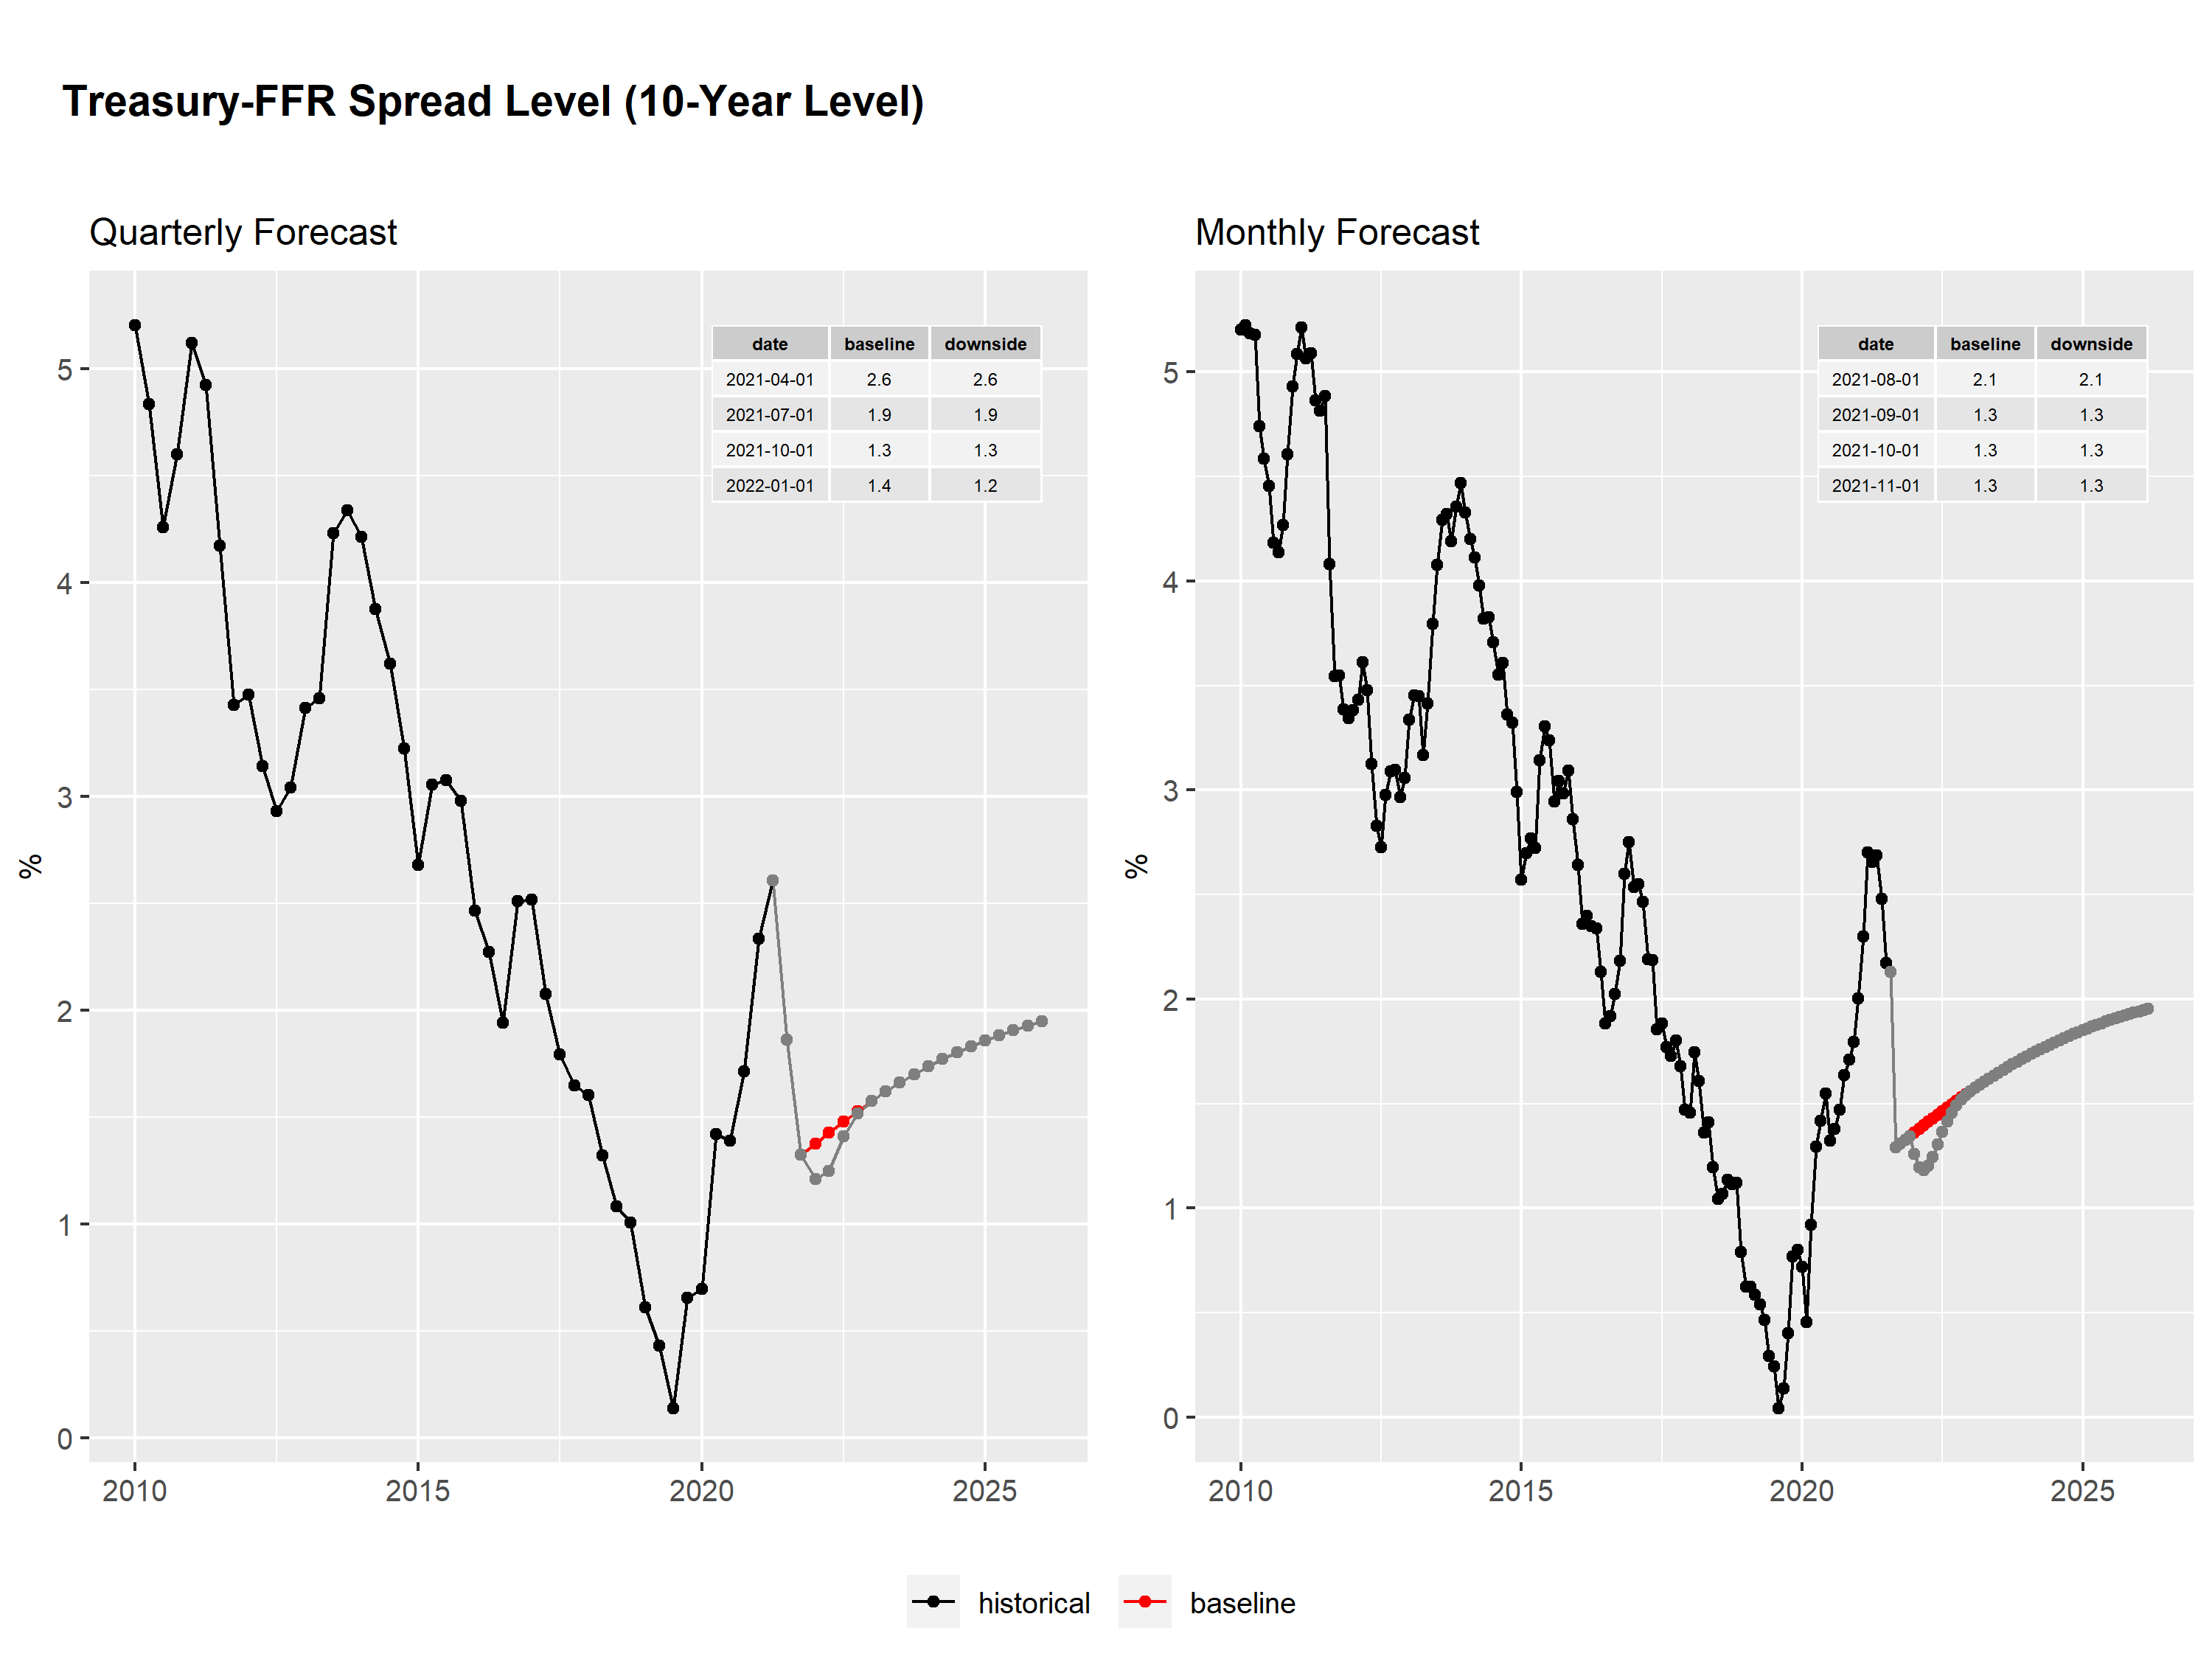 Treasury-FFR Spread Level (10-Year Level)
Quarterly Forecast
%
5
4
3
2
1
0
2010 2015 2020 2025
date baseline downside
2021-04-01 2.6 2.6
2021-07-01 1.9 1.9
2021-10-01 1.3 1.3
2022-01-01 1.4 1.2
Monthly Forecast
%
5
4
3
2
1
0
2010 2015 2020 2025
date baseline downside
2021-08-01 2.1 2.1
2021-09-01 1.3 1.3
2021-10-01 1.3 1.3
2021-11-01 1.3 1.3
historical baseline